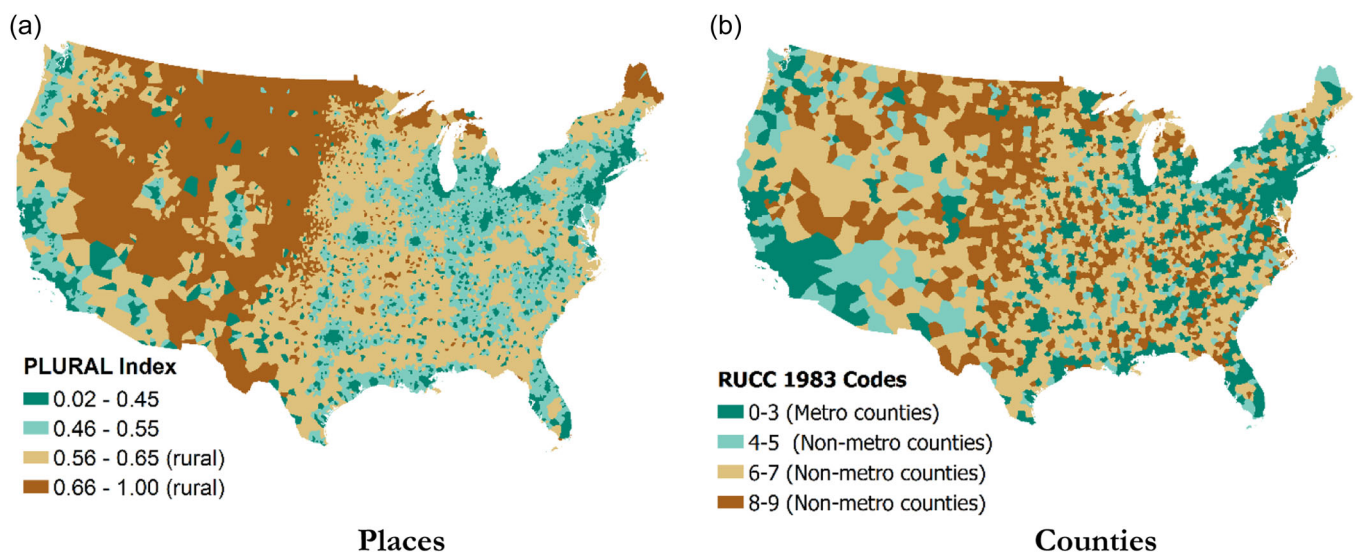 (a)
PLURAL Index
0.02 - 0.45
0.46 - 0.55
0.56 - 0.65 (rural)
0.66 - 1.00 (rural)
Places
(b)
RUCC 1983 Codes
0-3 (Metro counties)
4-5 (Non-metro counties)
6-7 (Non-metro counties)
8-9 (Non-metro counties)
Counties